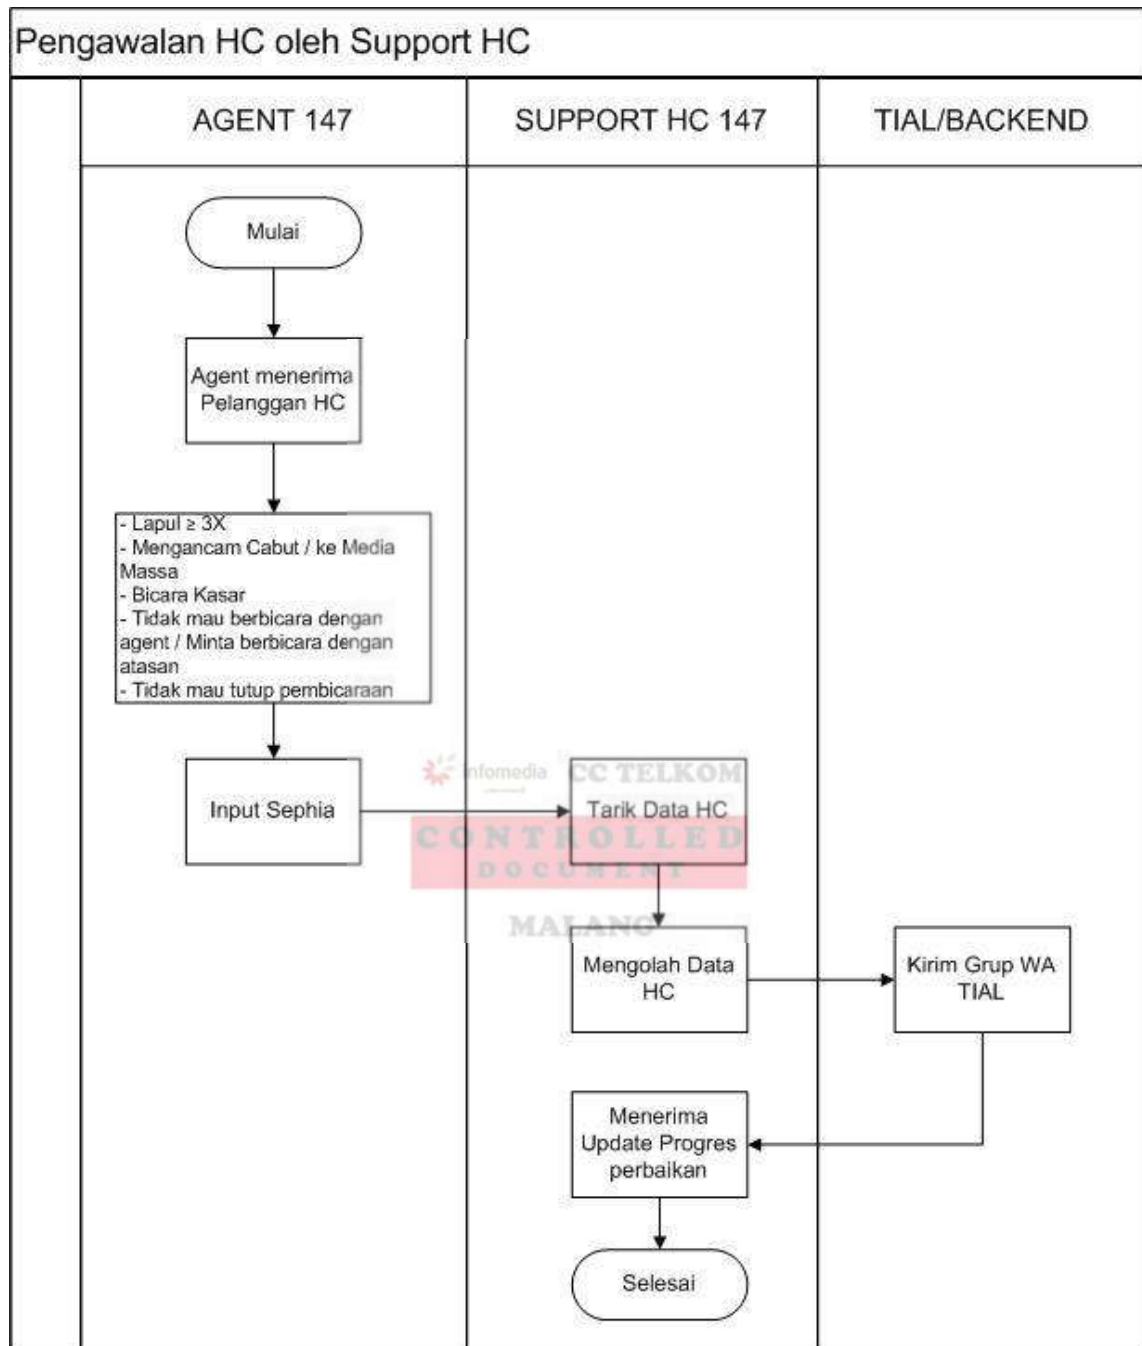 Pengawalan HC oleh Support HC
AGENT 147
SUPPORT HC 147
TIAL/BACKEND
Mulai
Agent menerima
Pelanggan HC
- Lapul ≥ 3X
- Mengancam Cabut / ke Media
Massa
- Bicara Kasar
- Tidak mau berbicara dengan
agent / Minta berbicara dengan
atasan
- Tidak mau tutup pembicaraan
Input Sephia
infomedia
CC TELKOM
Tarik Data HC
CONTROLLED
DOCUMENT
MALANG
Mengolah Data
HC
Kirim Grup WA
TIAL
Menerima
Update Progres
perbaikan
Selesai